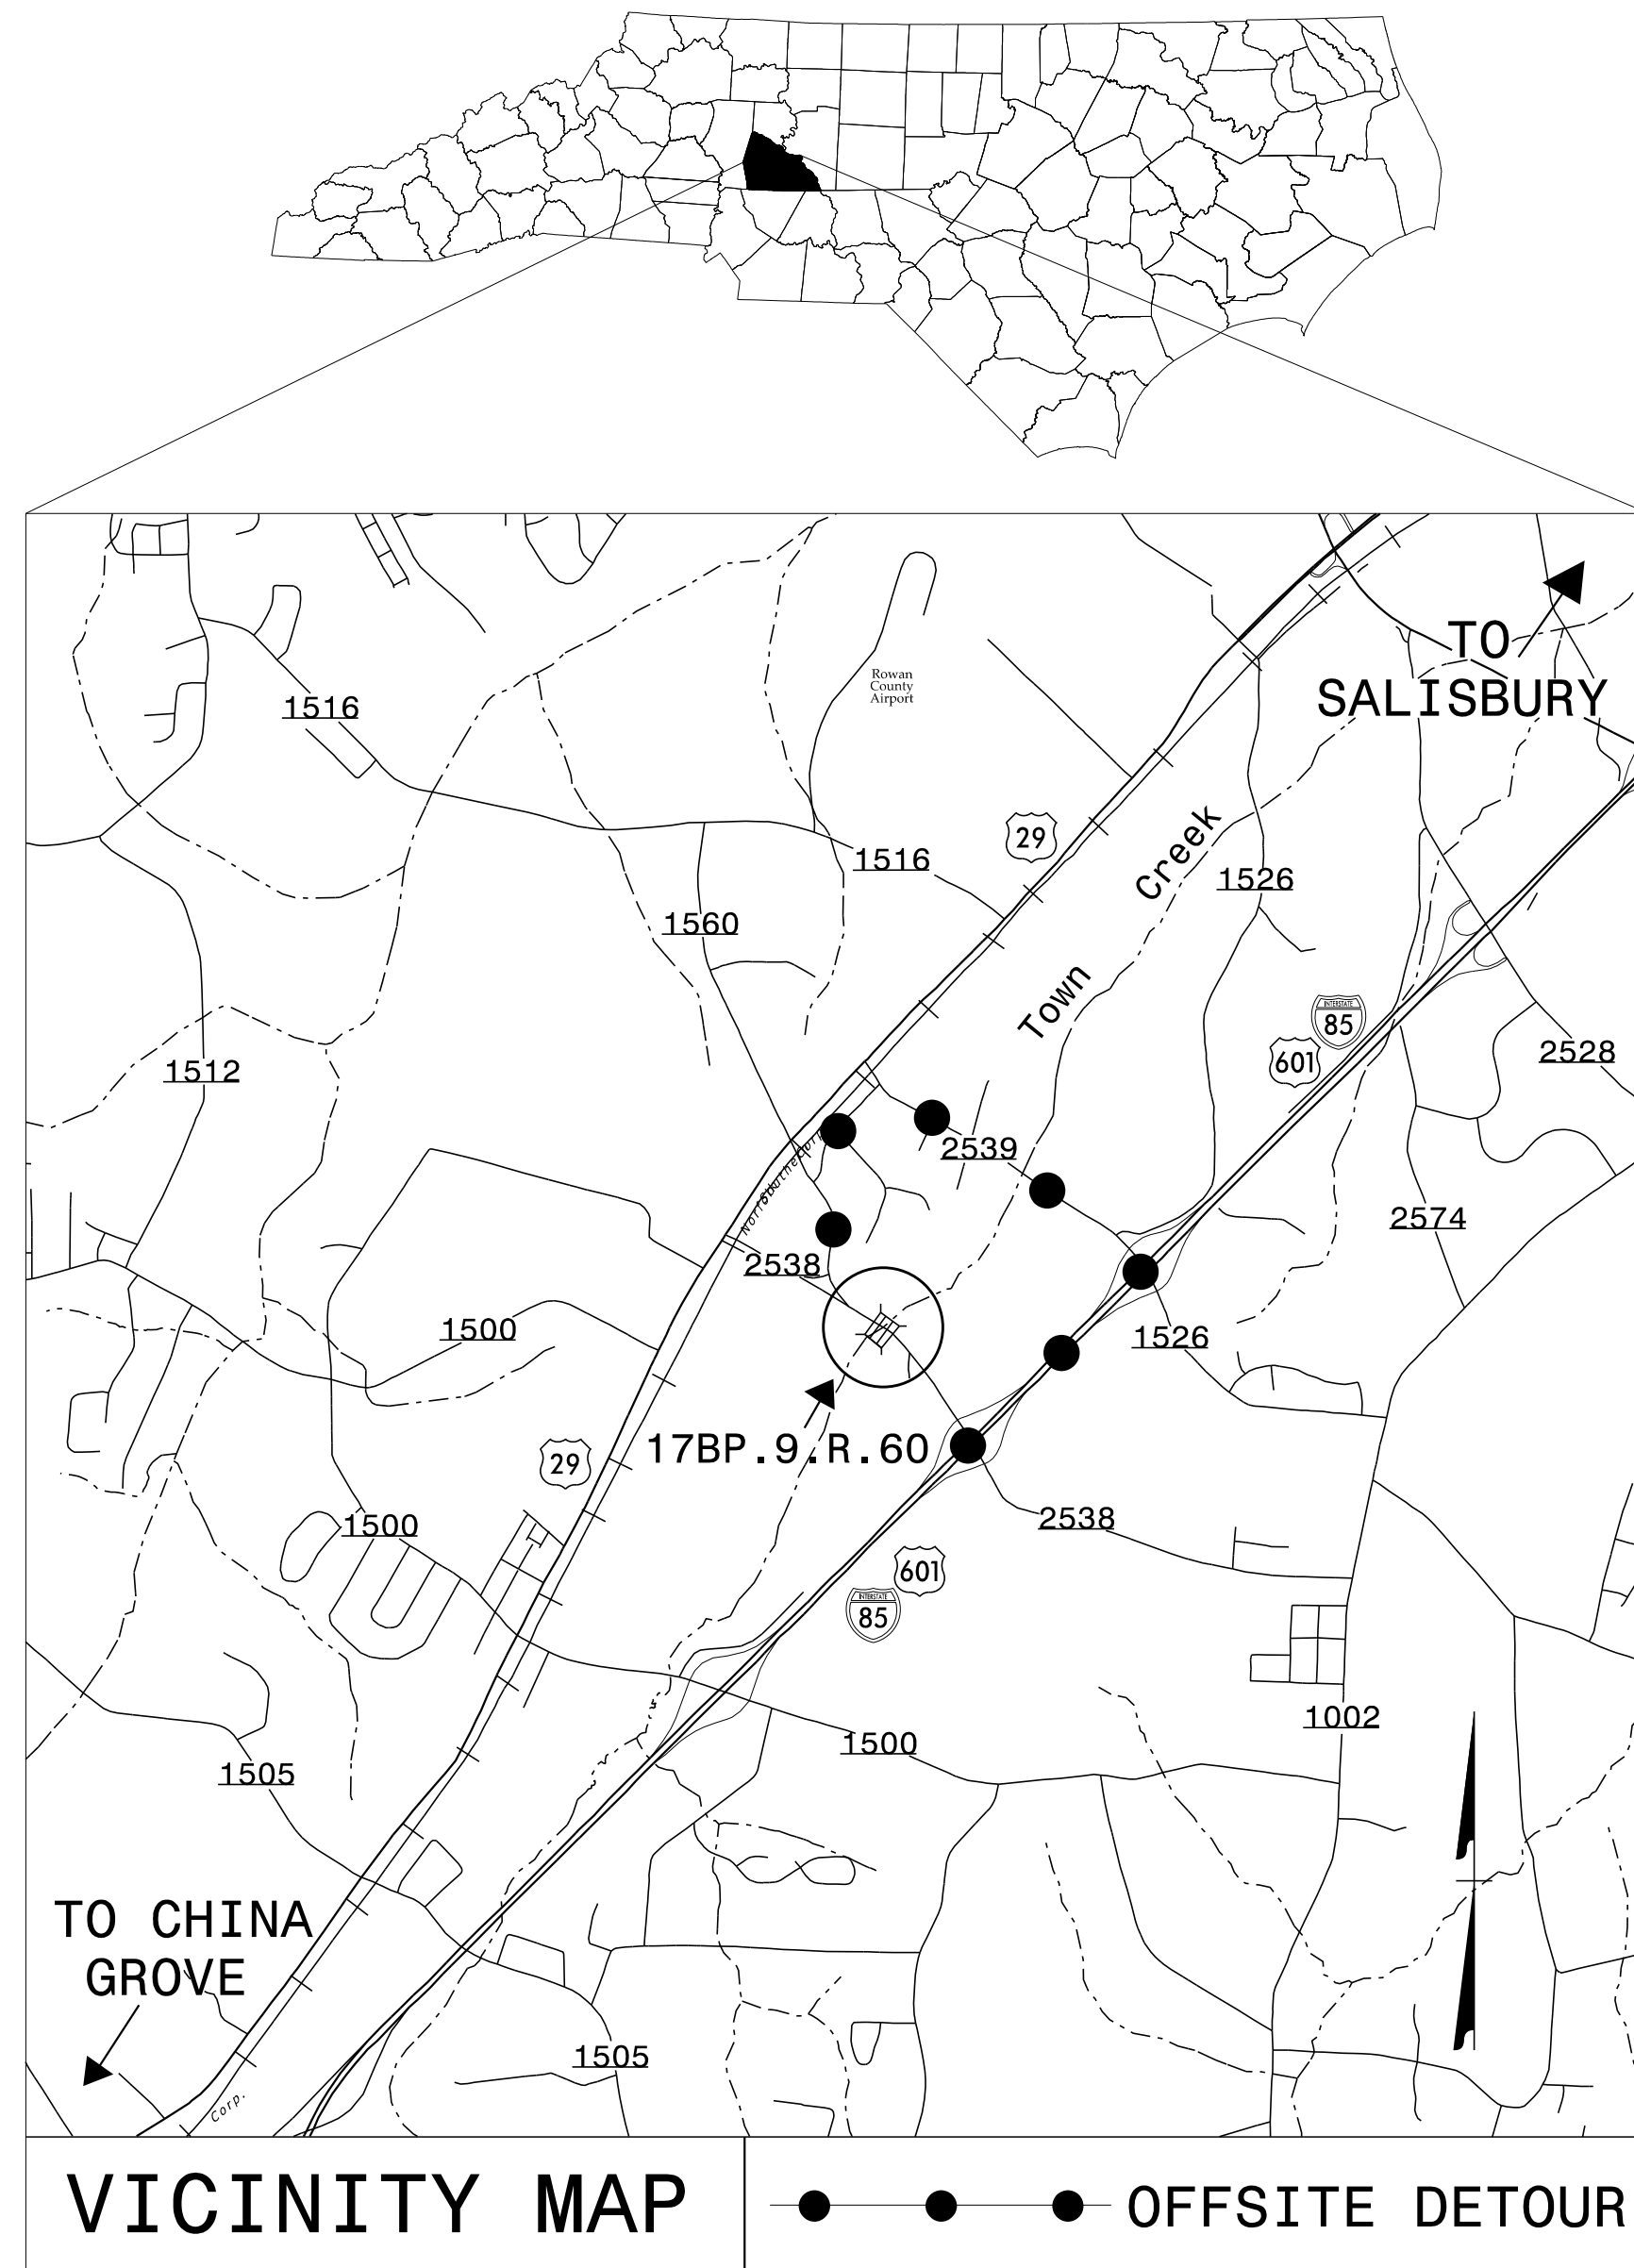 TO
SALISBURY
Rowan
County
Airport
1516
29
Creek
1516
1526
1560
Town
INTERSTATE
85
601
2528
1512
2539
2574
2538
1500
1526
17BP.9.R.60
29
2538
1500
601
INTERSTATE
85
1002
1500
1505
TO CHINA
GROVE
1505
Corp.
VICINITY MAP
OFFSITE DETOUR